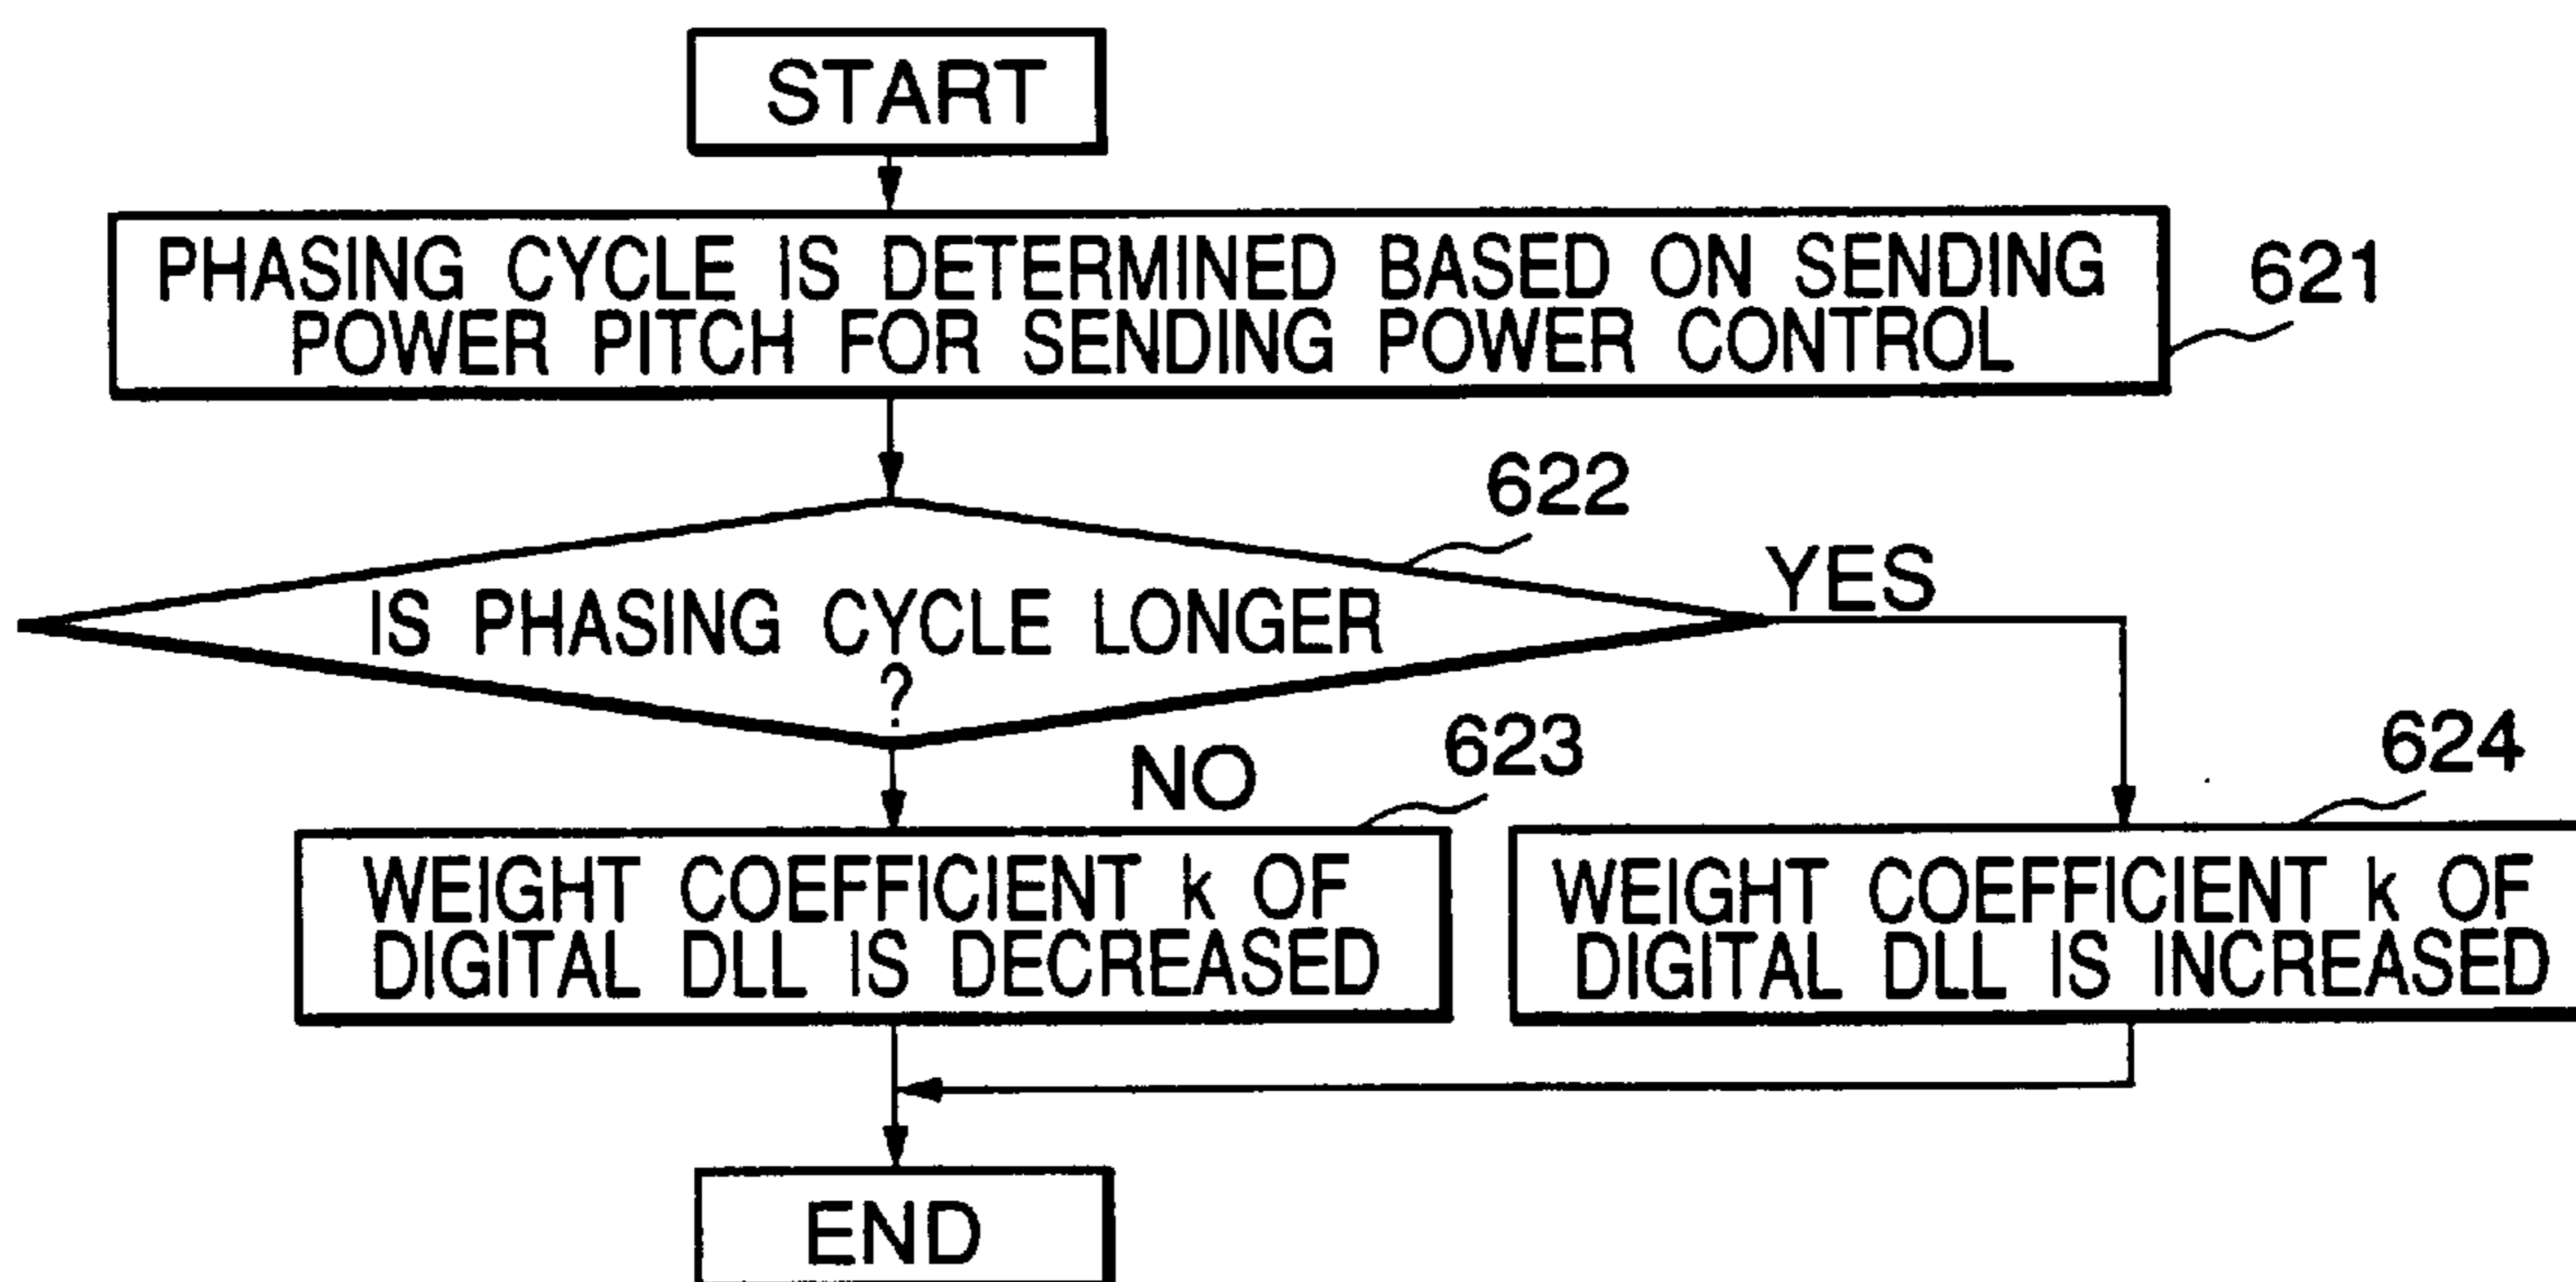 START
PHASING CYCLE IS DETERMINED BASED ON SENDING
POWER PITCH FOR SENDING POWER CONTROL
621
622
IS PHASING CYCLE LONGER
?
YES
NO
623
624
WEIGHT COEFFICIENT k OF
DIGITAL DLL IS DECREASED
WEIGHT COEFFICIENT k OF
DIGITAL DLL IS INCREASED
END